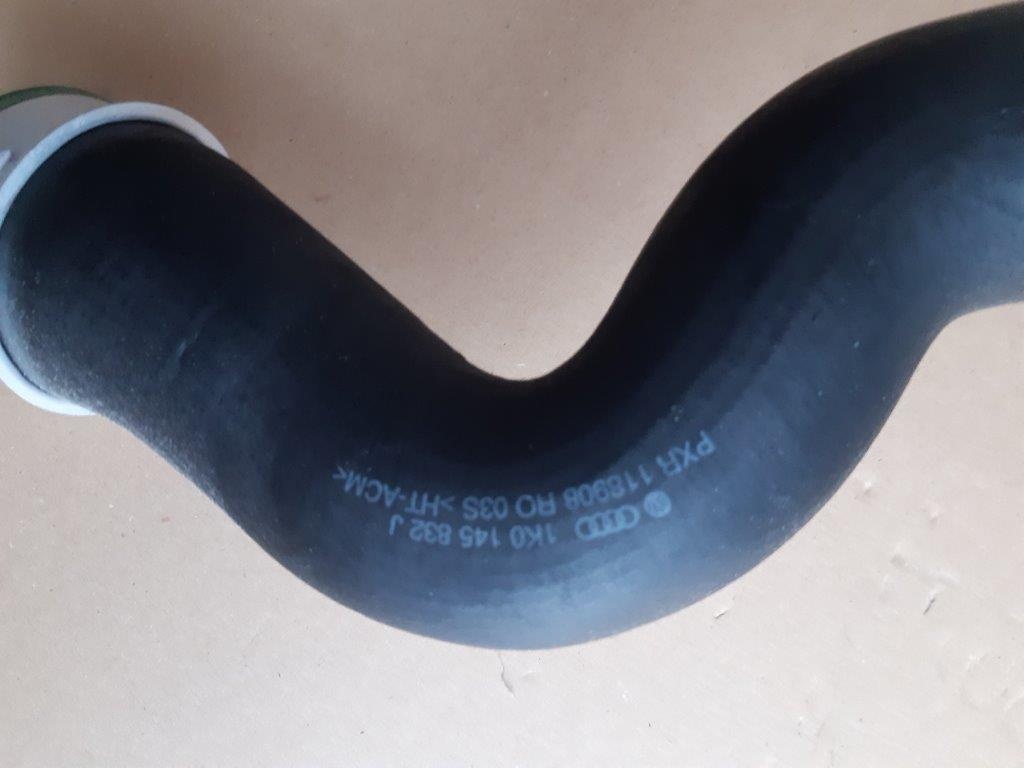 1K0 145 832 J
PXR 118908 RO 03S >HT-ACM<